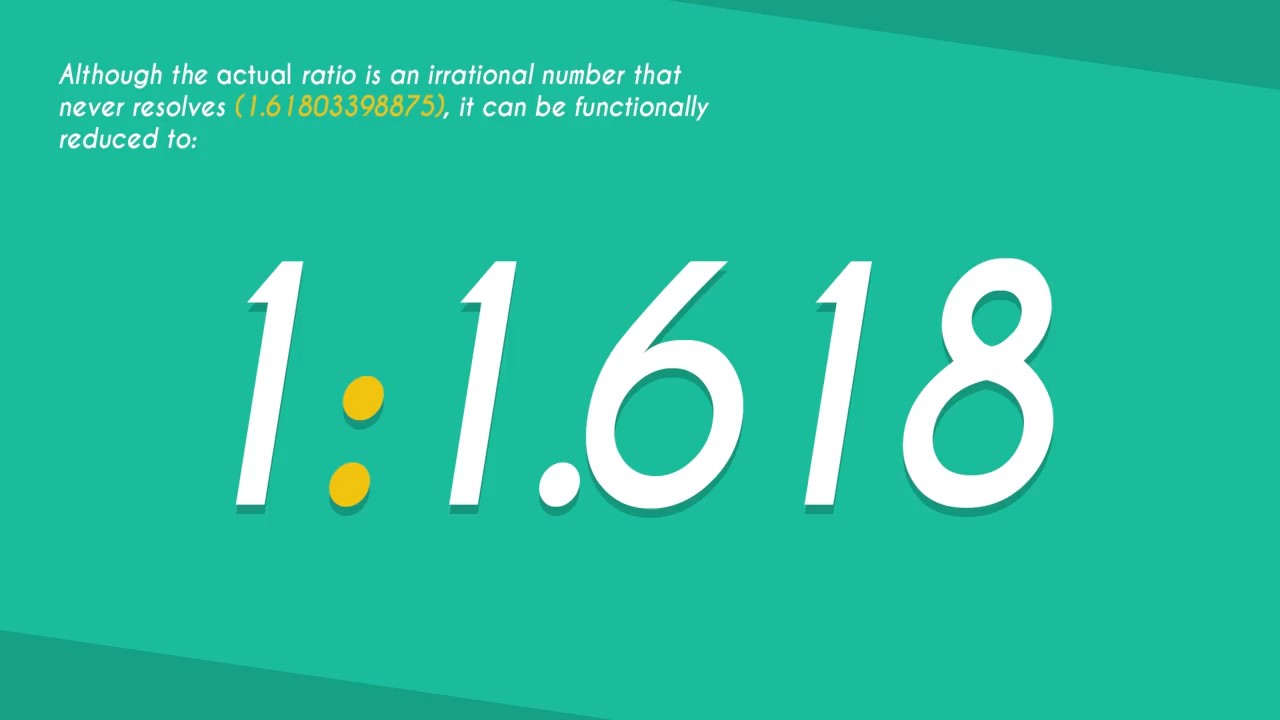 Although the actual ratio is an irrational number that
never resolves (1.61803398875), it can be functionally
reduced to:
1:1.618